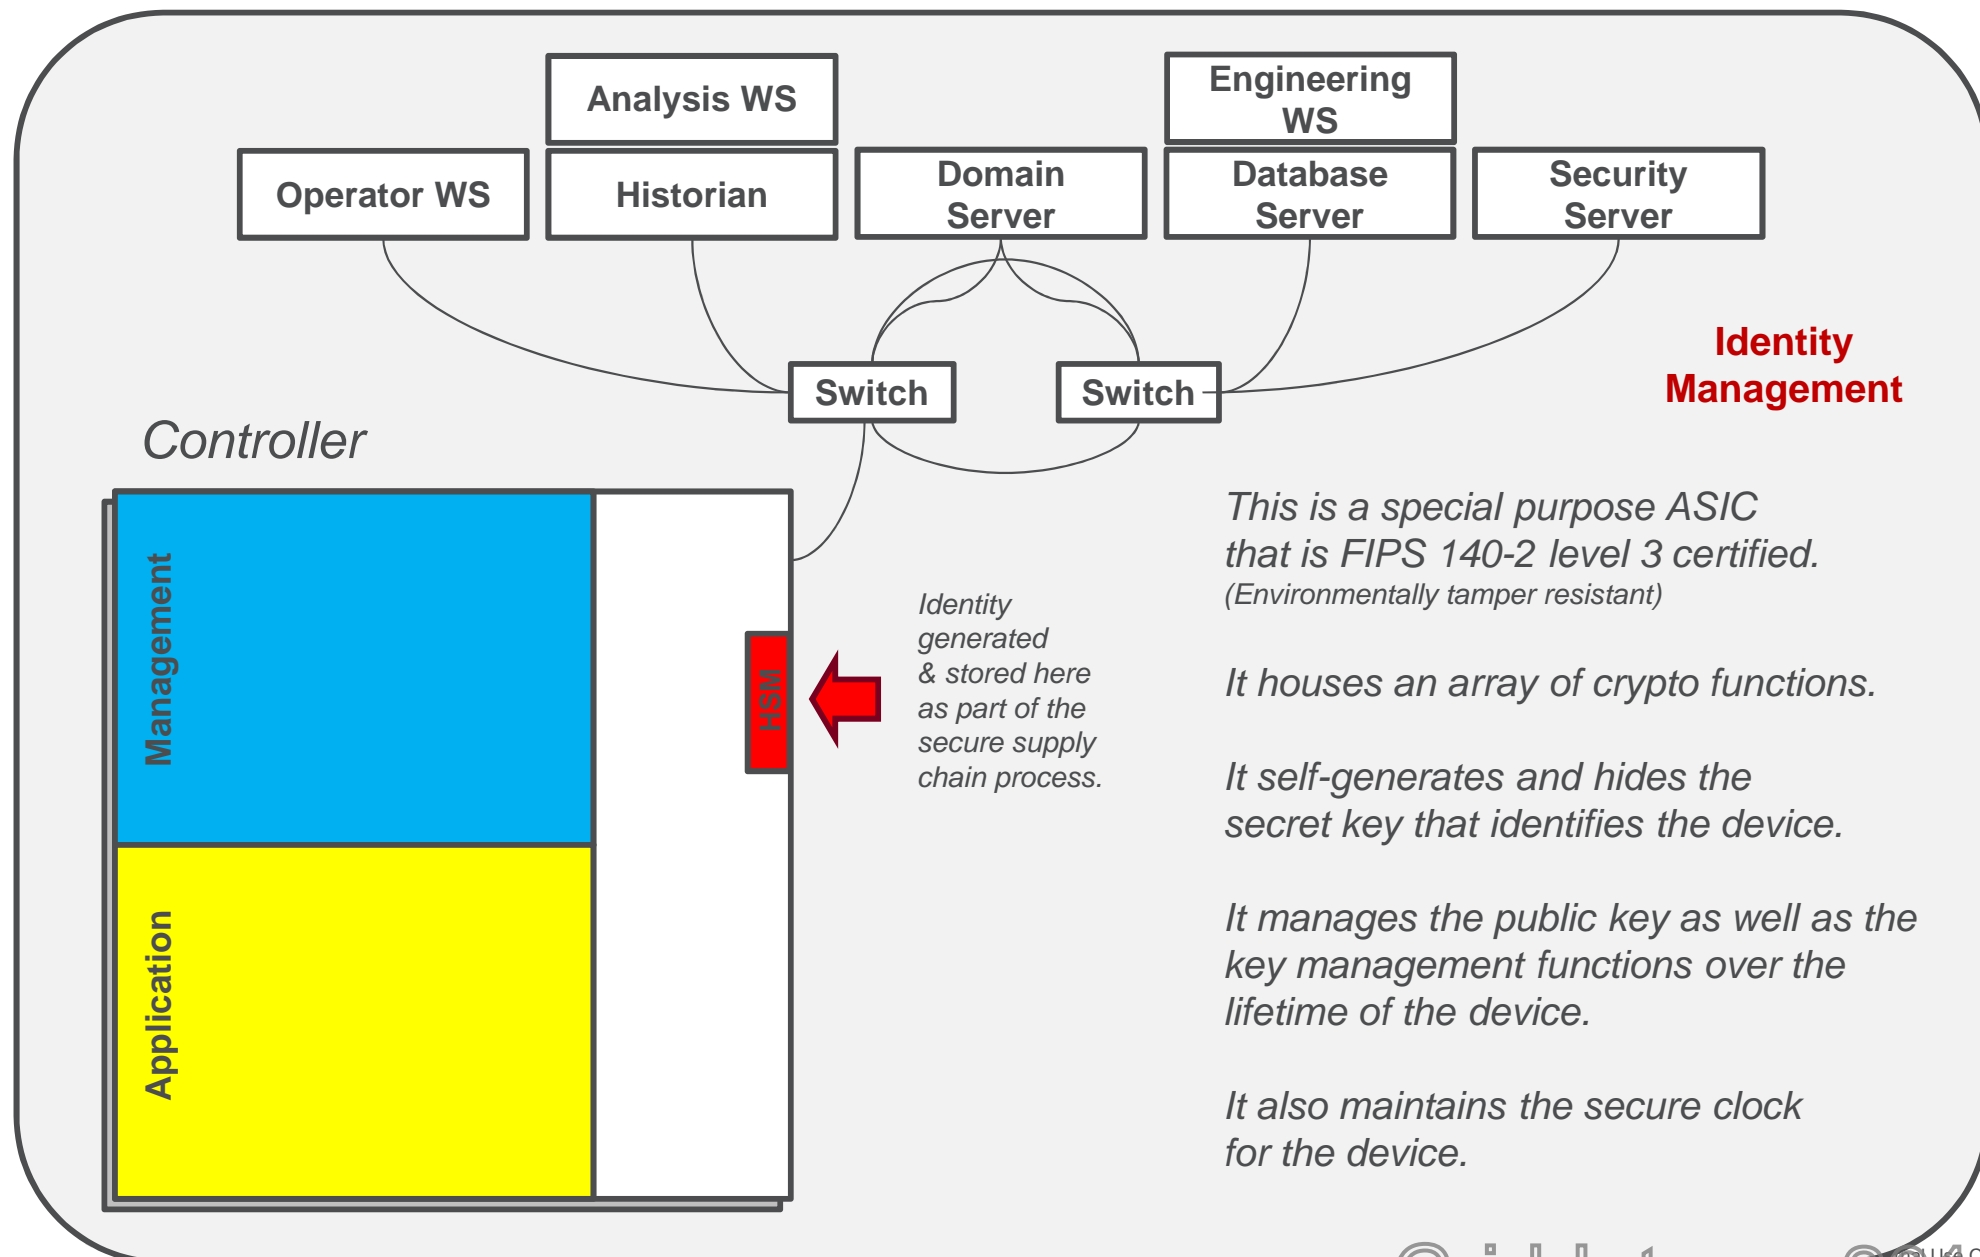 Analysis WS
Engineering
WS
Operator WS
Historian
Domain
Server
Database
Server
Security
Server
Identity
Management
Switch
Switch
Controller
Management
Application
HSM
Identity
generated
& stored here
as part of the
secure supply
chain process.
This is a special purpose ASIC
that is FIPS 140-2 level 3 certified.
(Environmentally tamper resistant)
It houses an array of crypto functions.
It self-generates and hides the
secret key that identifies the device.
It manages the public key as well as the
key management functions over the
lifetime of the device.
It also maintains the secure clock
for the device.